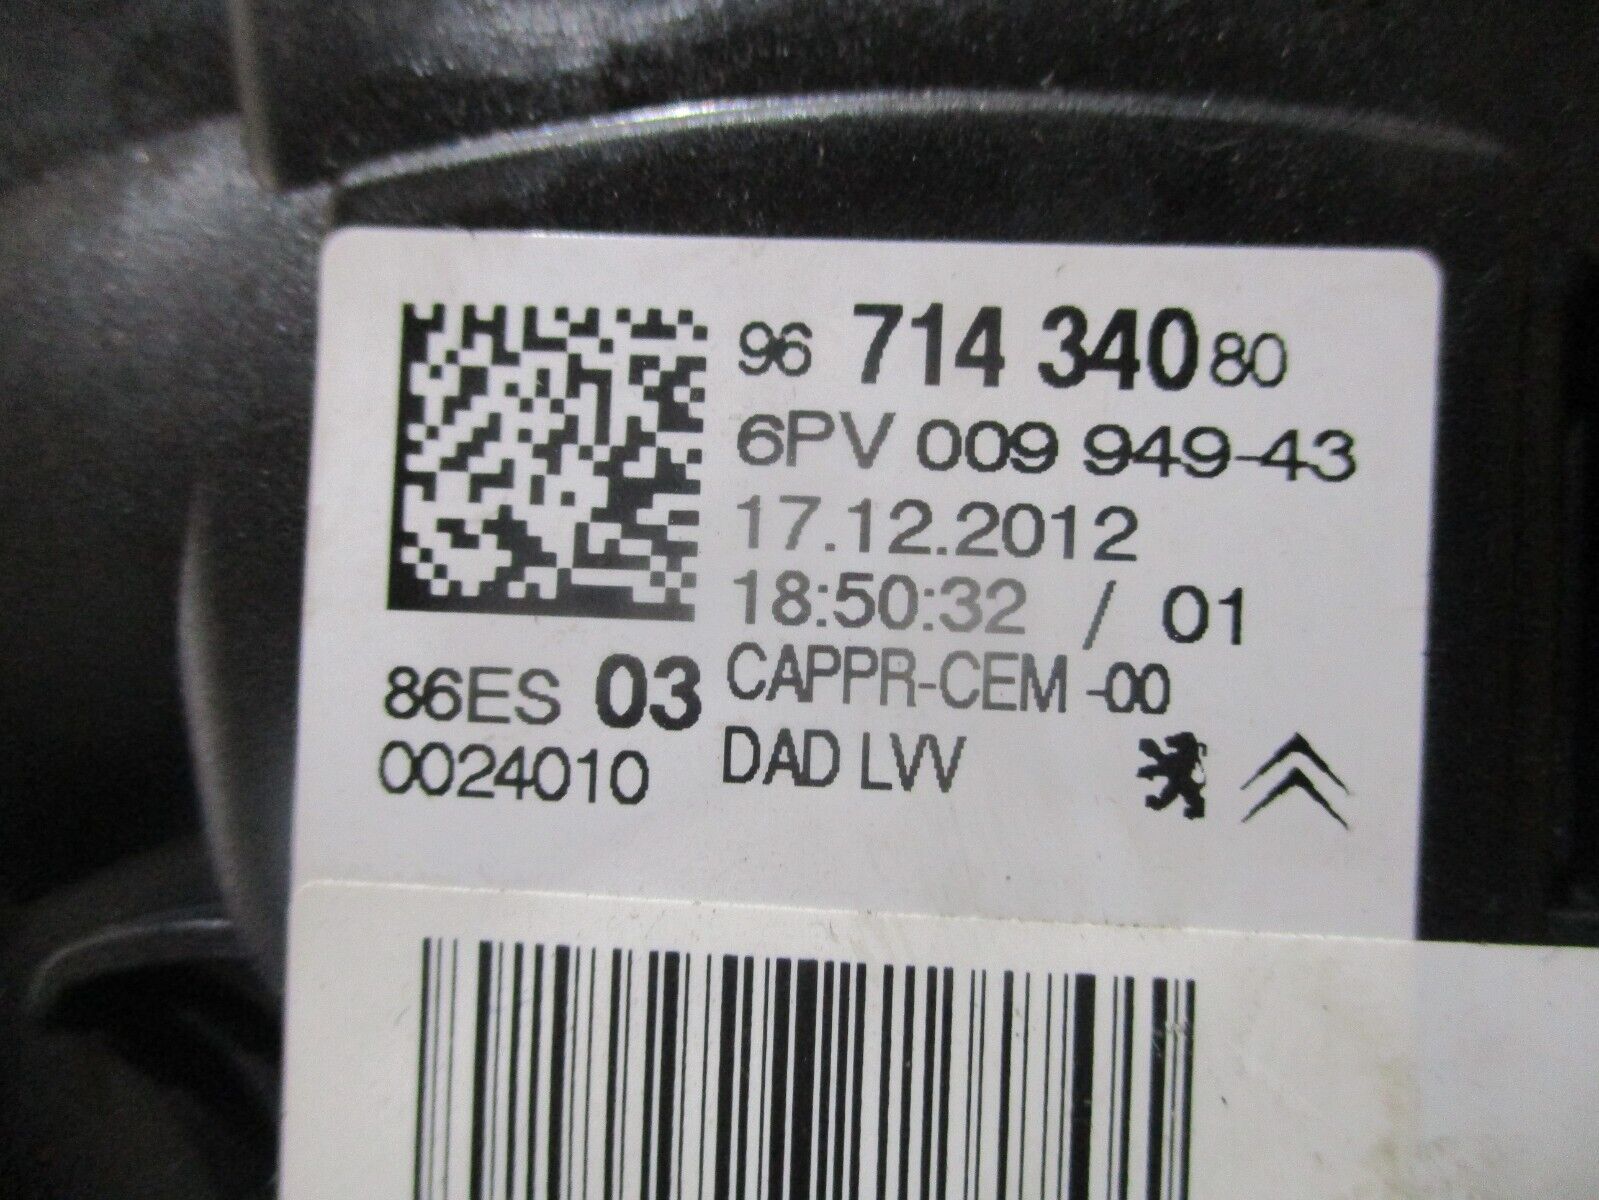 96 714 340 80
6PV 009 949-43
17.12.2012
18:50:32 / 01
86ES 03 CAPPR-CEM -00
0024010 DAD LVV